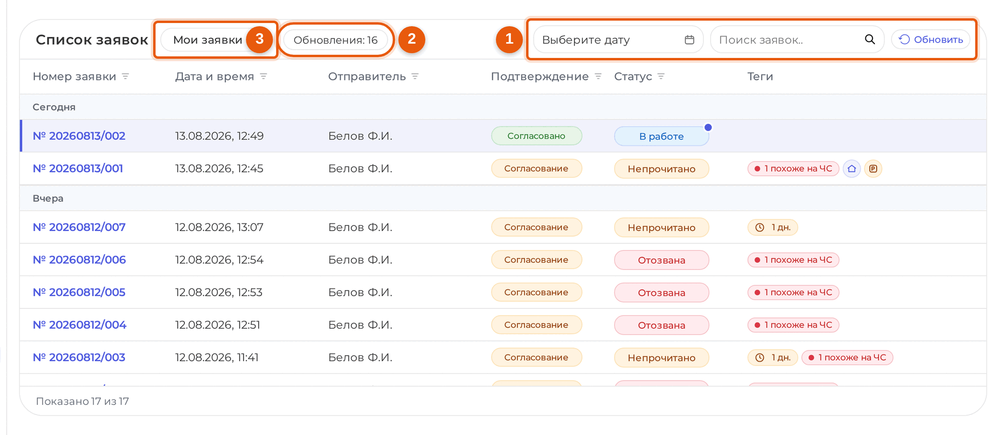 Список заявок Мои заявки 3 Обновления: 16 2 1 Выберите дату Поиск заявок.. Обновить
Номер заявки Дата и время Отправитель Подтверждение Статус Теги
Сегодня
№ 20260813/002 13.08.2026, 12:49 Белов Ф.И. Согласовано В работе
№ 20260813/001 13.08.2026, 12:45 Белов Ф.И. Согласование Непрочитано 1 похоже на ЧС P
Вчера
№ 20260812/007 12.08.2026, 13:07 Белов Ф.И. Согласование Непрочитано 1 дн.
№ 20260812/006 12.08.2026, 12:54 Белов Ф.И. Согласование Отозвана 1 похоже на ЧС
№ 20260812/005 12.08.2026, 12:53 Белов Ф.И. Согласование Отозвана 1 похоже на ЧС
№ 20260812/004 12.08.2026, 12:51 Белов Ф.И. Согласование Отозвана 1 похоже на ЧС
№ 20260812/003 12.08.2026, 11:41 Белов Ф.И. Согласование Непрочитано 1 дн. 1 похоже на ЧС
Показано 17 из 17